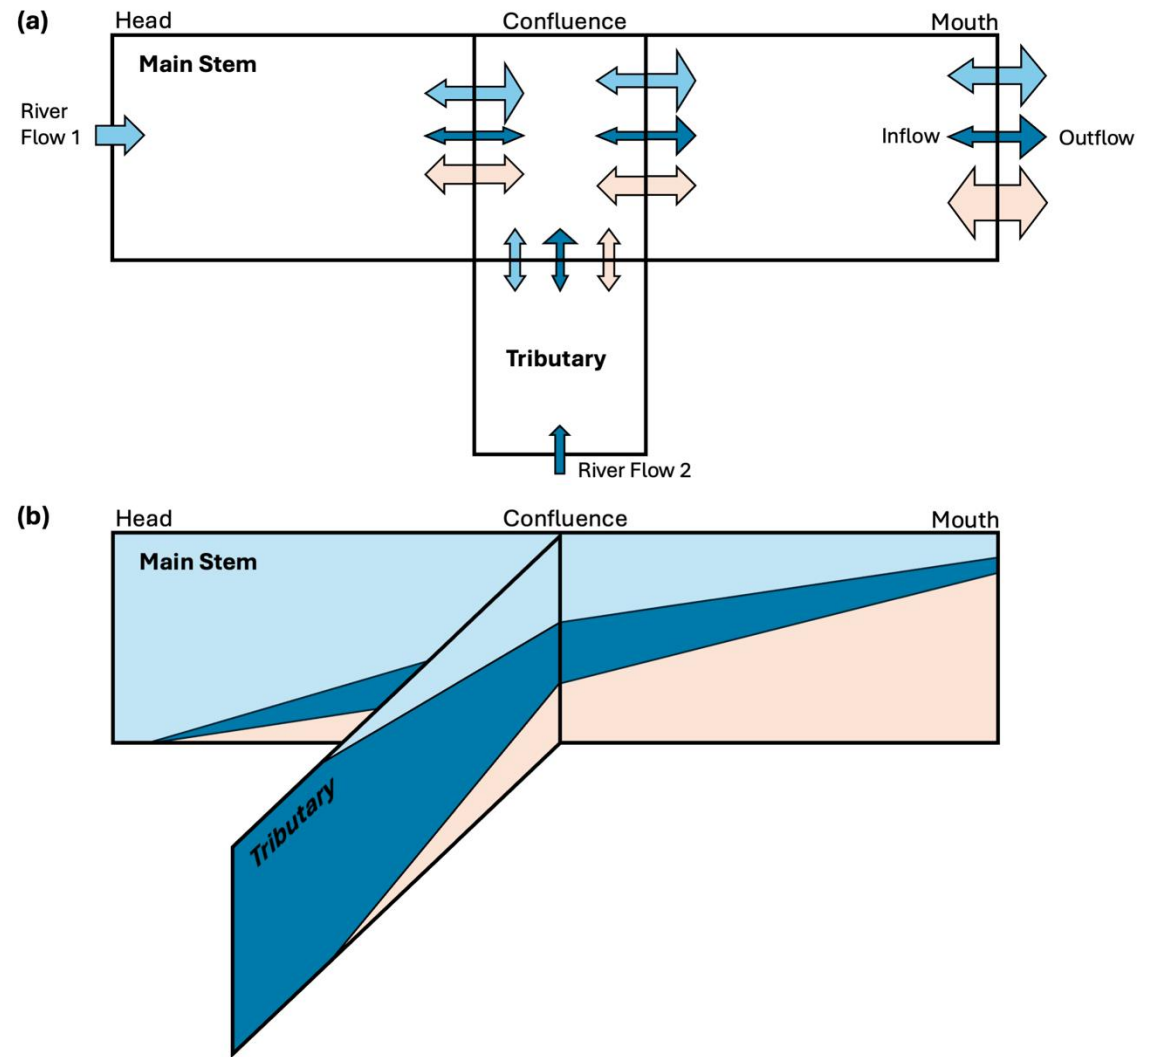 (a)
Head
Confluence
Mouth
Main Stem
River
Flow 1
Inflow
Outflow
Tributary
River Flow 2
(b)
Head
Confluence
Mouth
Main Stem
Tributary